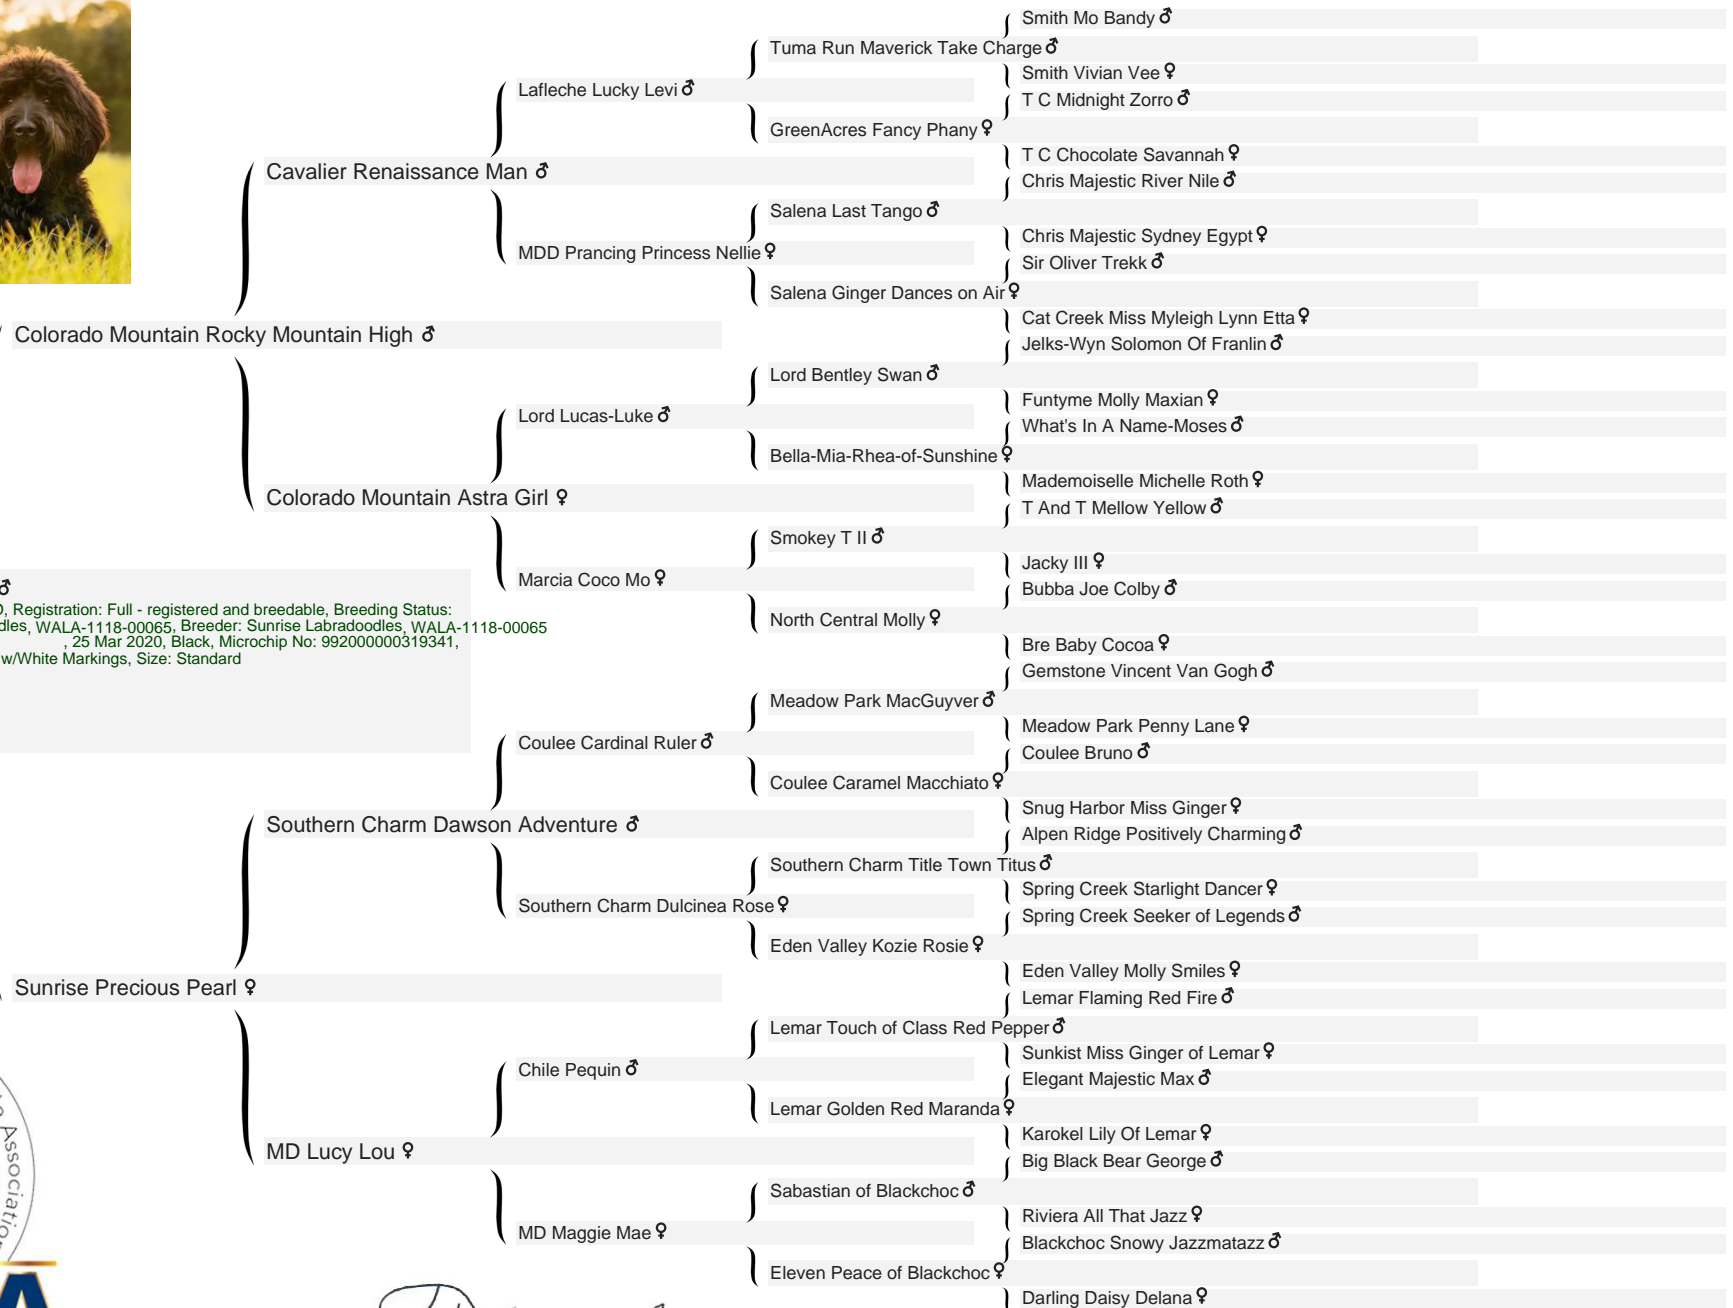 Smith Mo Bandy ♂
Tuma Run Maverick Take Charge ♂
Smith Vivian Vee ♀
Lafleche Lucky Levi ♂
T C Midnight Zorro ♂
GreenAcres Fancy Phany ♀
T C Chocolate Savannah ♀
Cavalier Renaissance Man ♂
Chris Majestic River Nile ♂
Salena Last Tango ♂
Chris Majestic Sydney Egypt ♀
MDD Prancing Princess Nellie ♀
Sir Oliver Trekk ♂
Salena Ginger Dances on Air ♀
Cat Creek Miss Myleigh Lynn Etta ♀
Colorado Mountain Rocky Mountain High ♂
Jelks-Wyn Solomon Of Franlin ♂
Lord Bentley Swan ♂
Funtyme Molly Maxian ♀
Lord Lucas-Luke ♂
What's In A Name-Moses ♂
Bella-Mia-Rhea-of-Sunshine ♀
Mademoiselle Michelle Roth ♀
Colorado Mountain Astra Girl ♀
T And T Mellow Yellow ♂
Smokey T II ♂
Jacky III ♀
Marcia Coco Mo ♀
Bubba Joe Colby ♂
♂
, Registration: Full - registered and breedable, Breeding Status:
dles, WALA-1118-00065, Breeder: Sunrise Labradoodles, WALA-1118-00065
, 25 Mar 2020, Black, Microchip No: 992000000319341,
w/White Markings, Size: Standard
North Central Molly ♀
Bre Baby Cocoa ♀
Gemstone Vincent Van Gogh ♂
Meadow Park MacGuyver ♂
Meadow Park Penny Lane ♀
Coulee Cardinal Ruler ♂
Coulee Bruno ♂
Coulee Caramel Macchiato ♀
Snug Harbor Miss Ginger ♀
Southern Charm Dawson Adventure ♂
Alpen Ridge Positively Charming ♂
Southern Charm Title Town Titus ♂
Spring Creek Starlight Dancer ♀
Southern Charm Dulcinea Rose ♀
Spring Creek Seeker of Legends ♂
Eden Valley Kozie Rosie ♀
Eden Valley Molly Smiles ♀
Sunrise Precious Pearl ♀
Lemar Flaming Red Fire ♂
Lemar Touch of Class Red Pepper ♂
Sunkist Miss Ginger of Lemar ♀
Chile Pequin ♂
Elegant Majestic Max ♂
Lemar Golden Red Maranda ♀
Karokel Lily Of Lemar ♀
MD Lucy Lou ♀
Big Black Bear George ♂
Association
Sabastian of Blackchoc ♂
Riviera All That Jazz ♀
MD Maggie Mae ♀
Blackchoc Snowy Jazzmatazz ♂
Eleven Peace of Blackchoc ♀
Darling Daisy Delana ♀
A